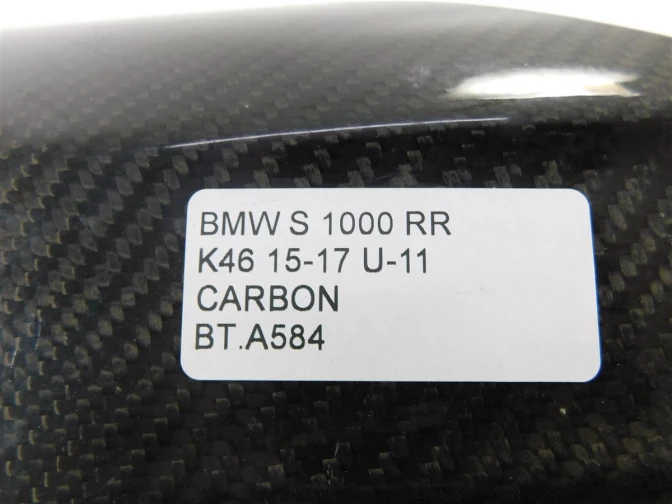 BMW S 1000 RR
K46 15-17 U-11
CARBON
BT.A584